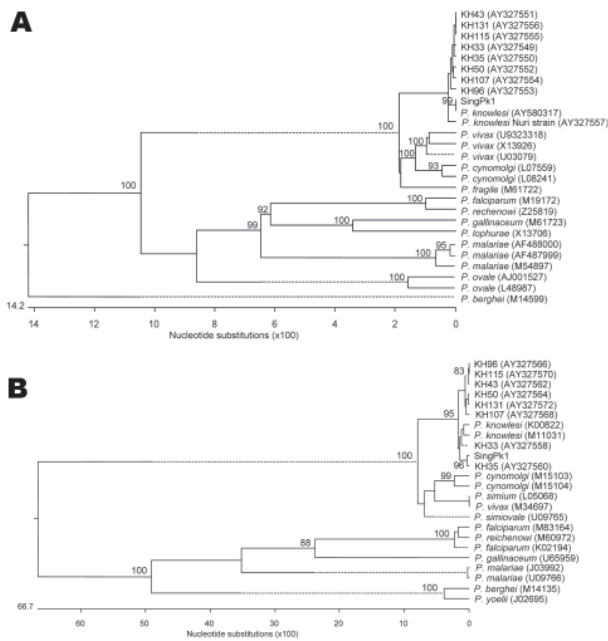 A
KH43 (AY327551)
KH131 (AY327556)
KH115 (AY327555)
KH33 (AY327549)
KH35 (AY327550)
KH50 (AY327552)
KH107 (AY327554)
KH96 (AY327553)
99 SingPk1
P. knowlesi (AY580317)
P. knowlesi Nuri strain (AY327557)
100 P. vivax (U9323318)
P. vivax (X13926)
100 P. vivax (U03079)
93 P. cynomolgi (L07559)
P. cynomolgi (L08241)
100 P. fragile (M61722)
100 P. falciparum (M19172)
92 P. rechenowi (Z25819)
99 P. gallinaceum (M61723)
P. lophurae (X13706)
95 P. malariae (AF488000)
P. malariae (AF487999)
100 P. malariae (M54897)
100 P. ovale (AJ001527)
P. ovale (L48987)
P. berghei (M14599)
14.2
14 12 10 8 6 4 2 0
Nucleotide substitutions (x100)
B
KH96 (AY327566)
83 KH115 (AY327570)
KH43 (AY327562)
KH50 (AY327564)
KH131 (AY327572)
95 KH107 (AY327568)
P. knowlesi (K00822)
P. knowlesi (M11031)
KH33 (AY327558)
100 SingPk1
96 KH35 (AY327560)
99 P. cynomolgi (M15103)
P. cynomolgi (M15104)
P. simium (L05068)
P. vivax (M34697)
P. simiovale (U09765)
P. falciparum (M83164)
100 P. reichenowi (M60972)
88 P. falciparum (K02194)
P. gallinaceum (U65959)
P. malariae (J03992)
P. malariae (U09766)
100 P. berghei (M14135)
P. yoelii (J02695)
66.7
60 50 40 30 20 10 0
Nucleotide substitutions (x100)